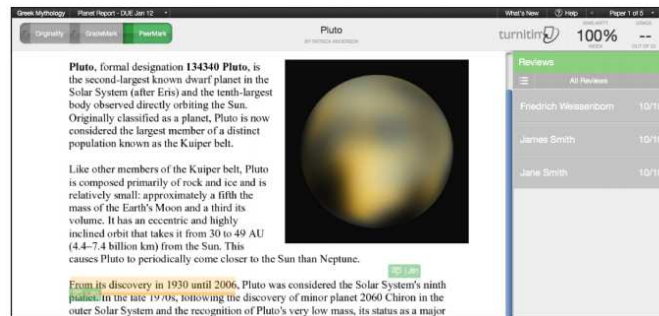 Greek Mythology Planet Report - DUE Jan 12 What's New Help Paper 1 of 5
Originality GradeMark PeerMark
Pluto
BY PATRICK ANDERSON
turnitin
SIMILARITY
100%
--
OUT OF
Pluto, formal designation 134340 Pluto, is
the second-largest known dwarf planet in the
Solar System (after Eris) and the tenth-largest
body observed directly orbiting the Sun.
Originally classified as a planet, Pluto is now
considered the largest member of a distinct
population known as the Kuiper belt.
Like other members of the Kuiper belt, Pluto
is composed primarily of rock and ice and is
relatively small: approximately a fifth the
mass of the Earth's Moon and a third its
volume. It has an eccentric and highly
inclined orbit that takes it from 30 to 49 AU
(4.4–7.4 billion km) from the Sun. This
causes Pluto to periodically come closer to the Sun than Neptune.
From its discovery in 1930 until 2006, Pluto was considered the Solar System's ninth
planet. In the late 1970s, following the discovery of minor planet 2060 Chiron in the
outer Solar System and the recognition of Pluto's very low mass, its status as a major
Reviews
All Reviews
Friedrich Weissenborn 10/10
James Smith 10/10
Jane Smith 10/10